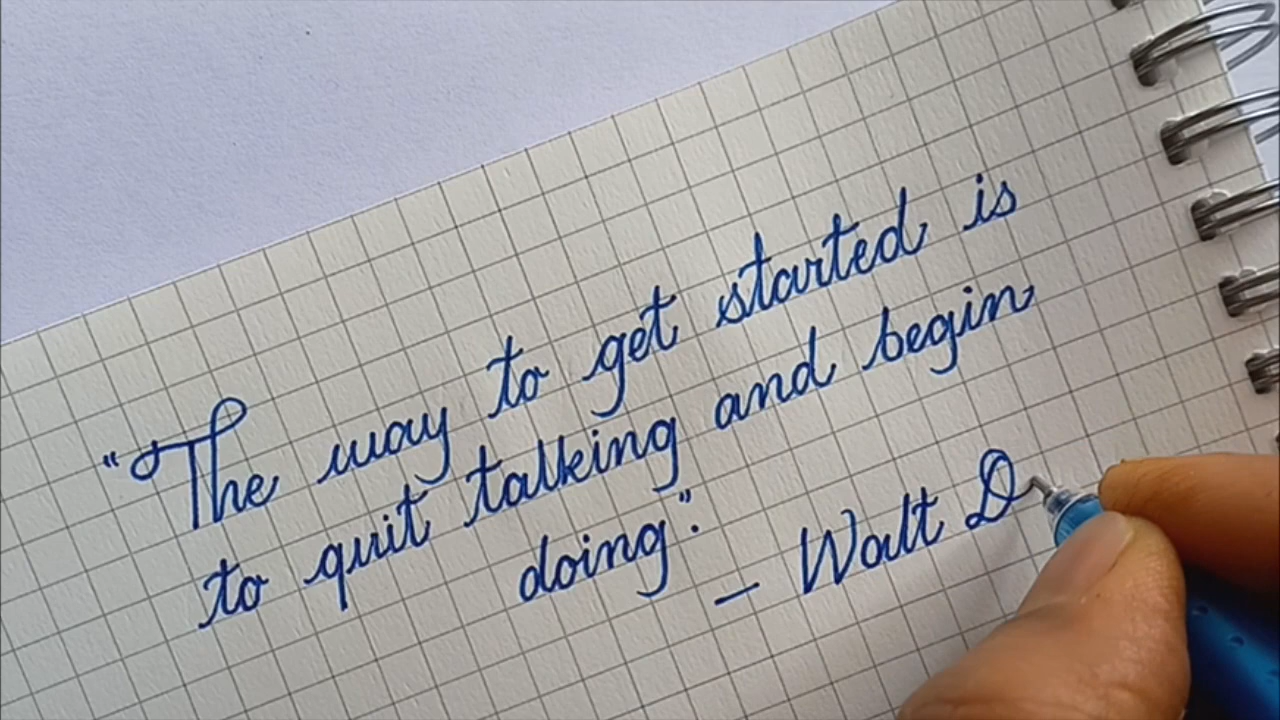 "The way to get started is
to quit talking and begin
doing."
- Walt D